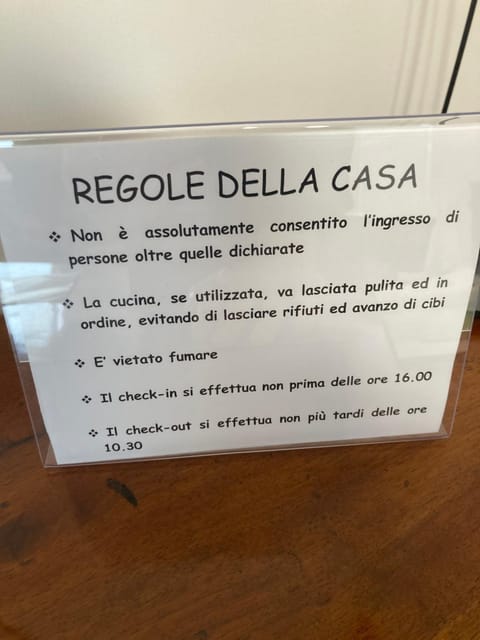 REGOLE DELLA CASA
❖ Non è assolutamente consentito l'ingresso di
persone oltre quelle dichiarate
❖ La cucina, se utilizzata, va lasciata pulita ed in
ordine, evitando di lasciare rifiuti ed avanzo di cibi
❖ E' vietato fumare
❖ Il check-in si effettua non prima delle ore 16.00
❖ Il check-out si effettua non più tardi delle ore
10.30